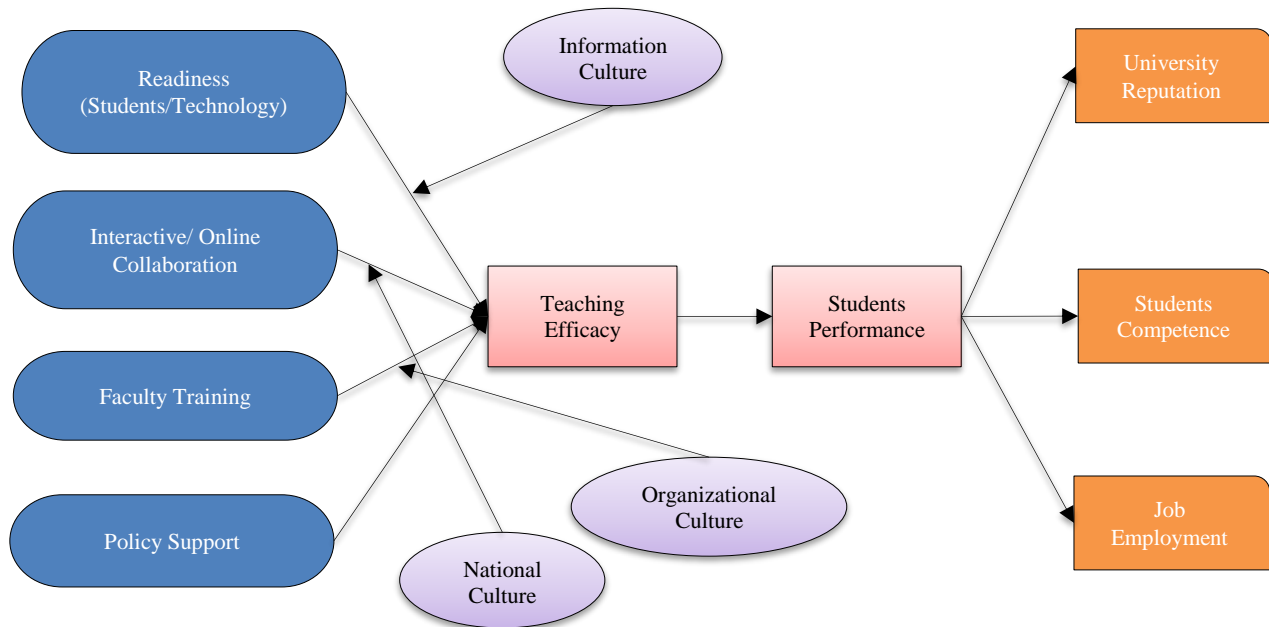 Readiness
(Students/Technology)
Interactive/ Online
Collaboration
Faculty Training
Policy Support
Information
Culture
Teaching
Efficacy
Students
Performance
Organizational
Culture
National
Culture
University
Reputation
Students
Competence
Job
Employment